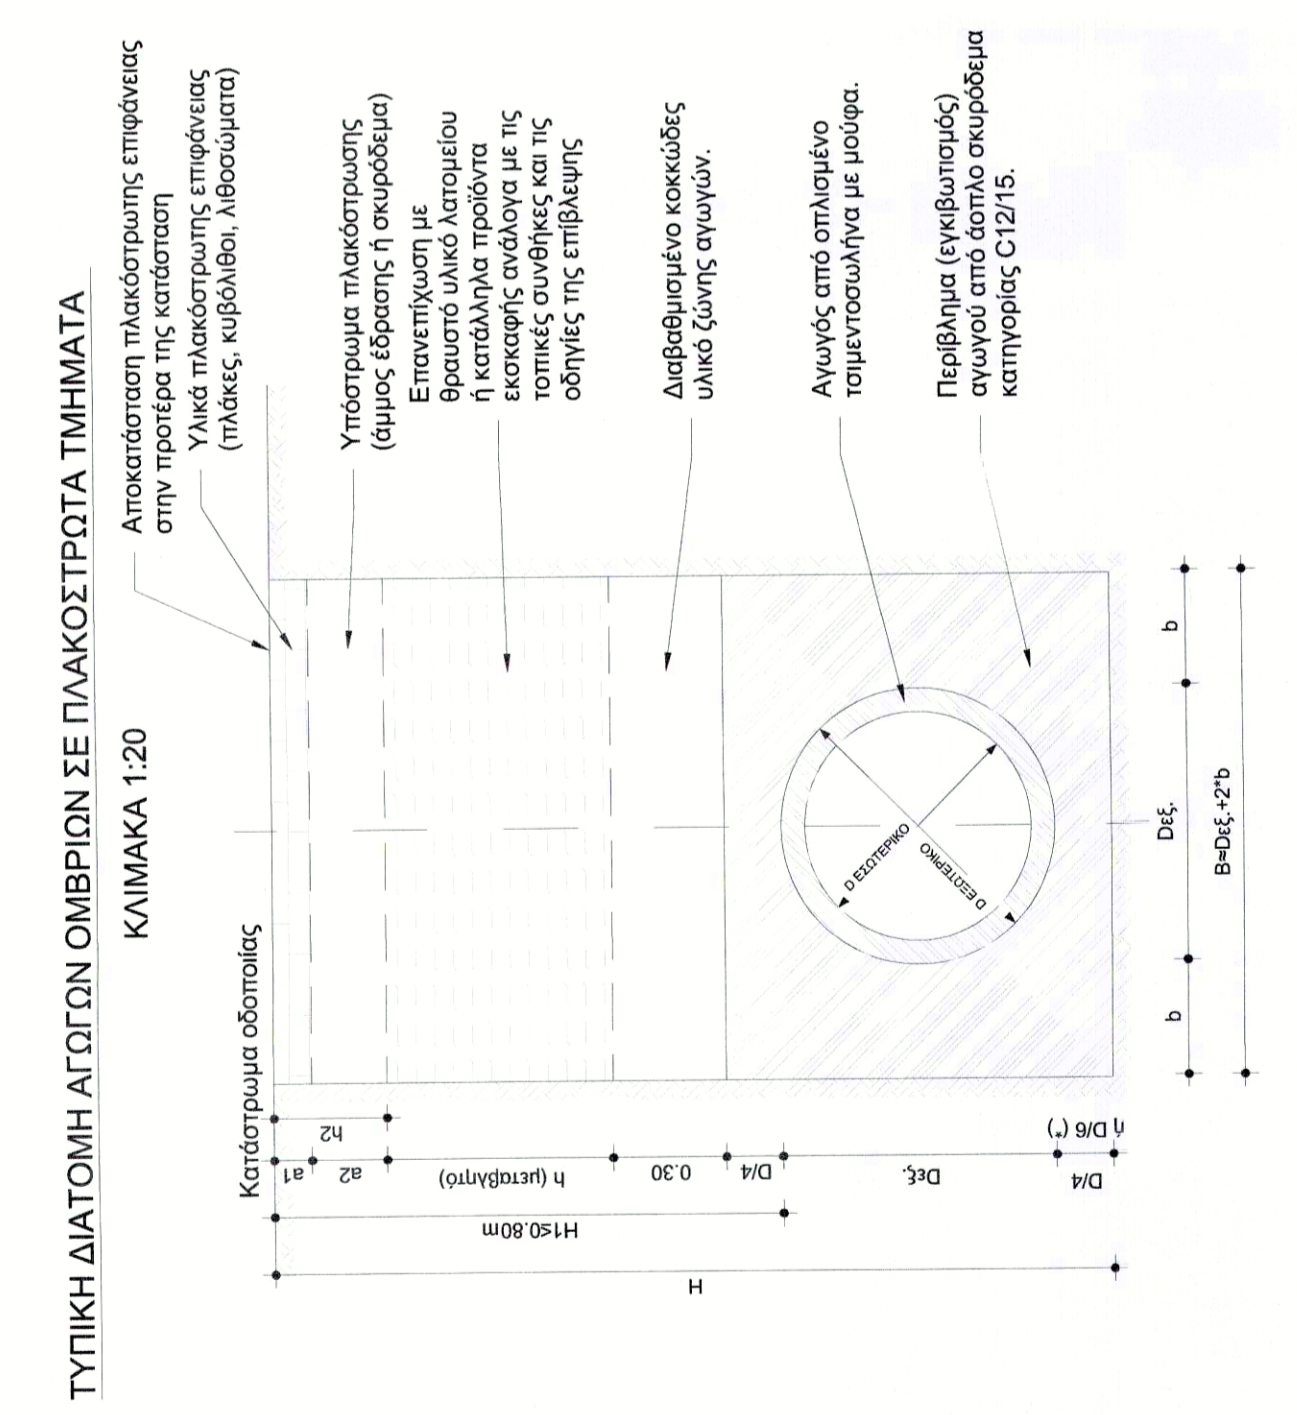 ΤΥΠΙΚΗ ΔΙΑΤΟΜΗ ΑΓΩΓΩΝ ΟΜΒΡΙΩΝ ΣΕ ΠΛΑΚΟΣΤΡΩΤΑ ΤΜΗΜΑΤΑ
ΚΛΙΜΑΚΑ 1:20
Αποκατάσταση πλακόστρωτης επιφάνειας
στην προτέρα της κατάσταση
Υλικά πλακόστρωτης επιφάνειας
(πλάκες, κυβόλιθοι, λιθοσώματα)
Κατάστρωμα οδοποιίας
Υπόστρωμα πλακόστρωσης
(άμμος έδρασης ή σκυρόδεμα)
Επανεπίχωση με
θραυστό υλικό λατομείου
ή κατάλληλα προϊόντα
εκσκαφής ανάλογα με τις
τοπικές συνθήκες και τις
οδηγίες της επίβλεψης
Διαβαθμισμένο κοκκώδες
υλικό ζώνης αγωγών.
Αγωγός από οπλισμένο
τσιμεντοσωλήνα με μούφα.
Περίβλημα (εγκιβωτισμός)
αγωγού από άοπλο σκυρόδεμα
κατηγορίας C12/15.
D ΕΣΩΤΕΡΙΚΟ
D ΕΞΩΤΕΡΙΚΟ
h2
a1
a2
h (μεταβλητό)
0.30
D/4
Dεξ.
D/4
ή D/6 (*)
H1≤0.80m
H
b
Dεξ.
b
B≈Dεξ.+2*b